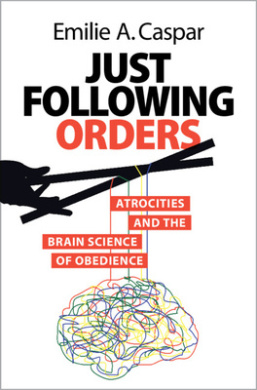 Emilie A. Caspar
JUST
FOLLOWING
ORDERS
ATROCITIES
AND THE
BRAIN SCIENCE
OF OBEDIENCE